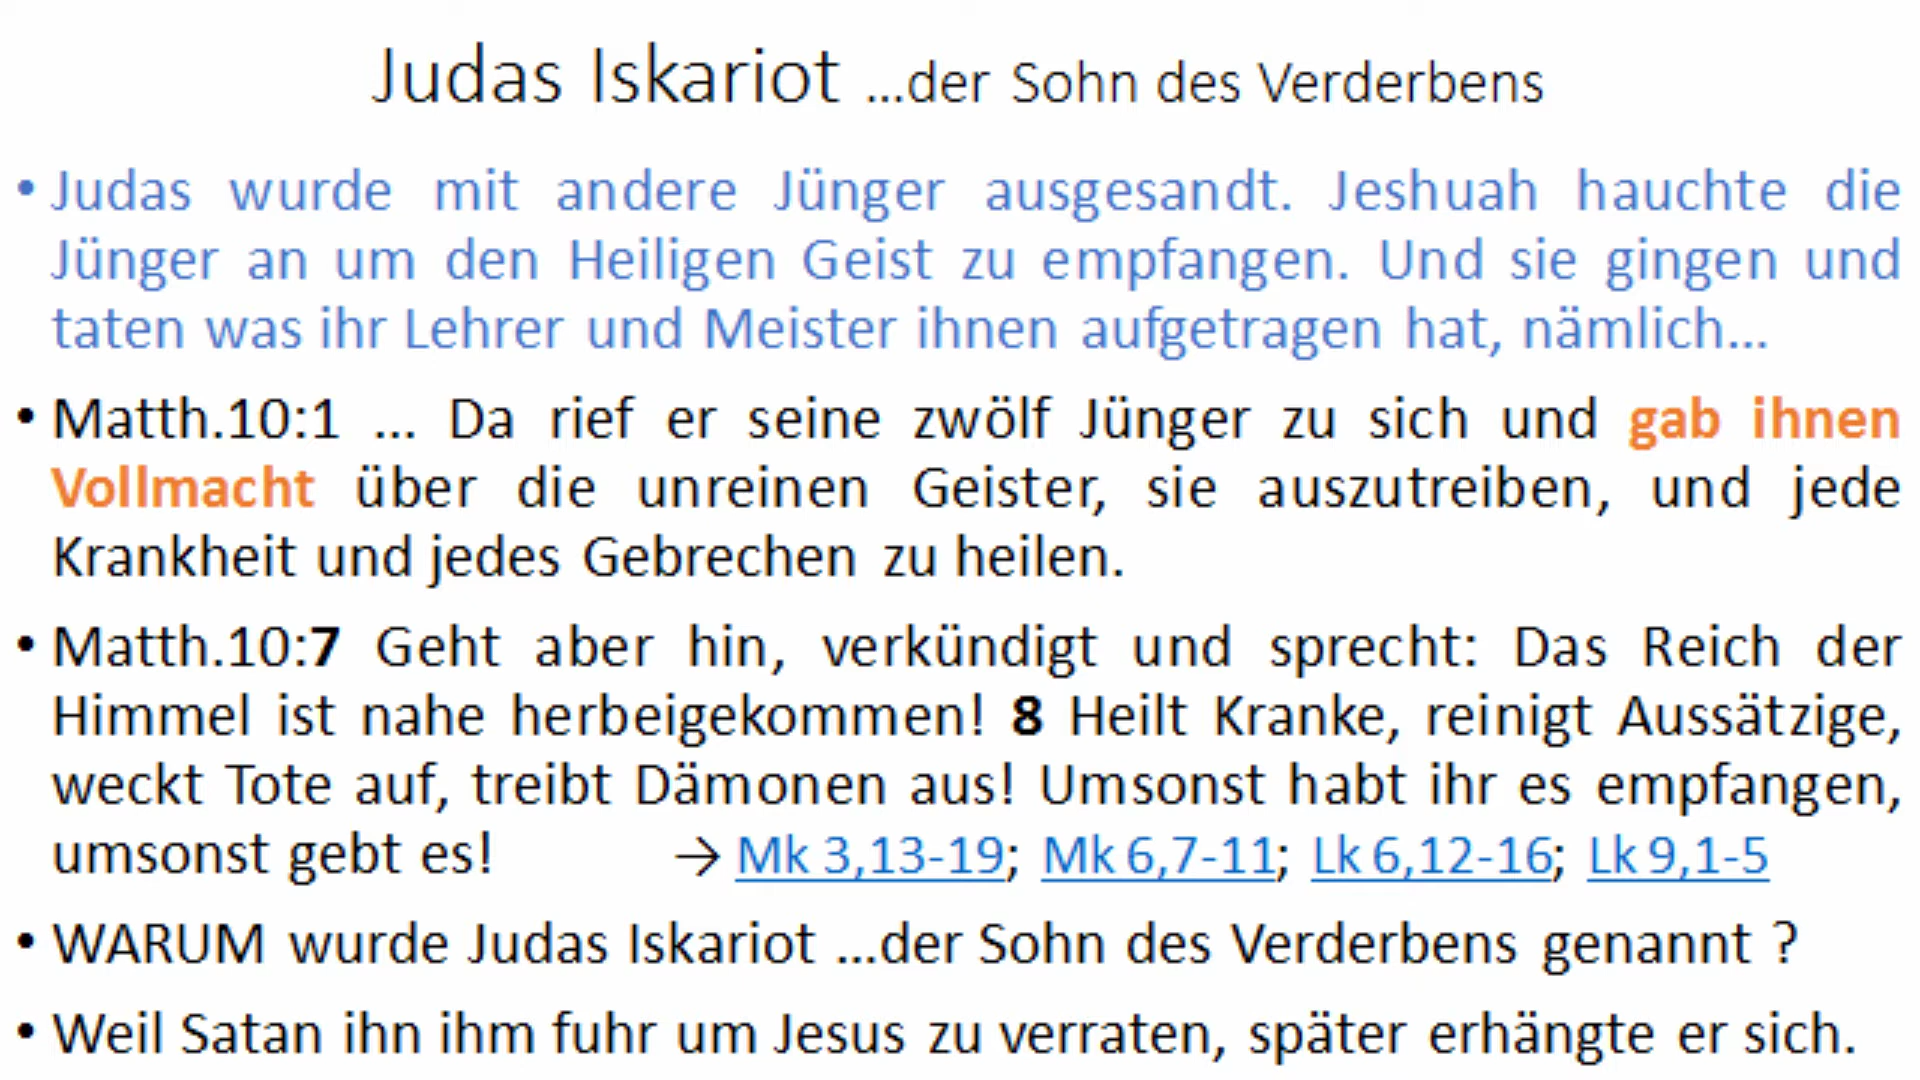 Judas Iskariot ...der Sohn des Verderbens
• Judas wurde mit andere Jünger ausgesandt. Jeshuah hauchte die
Jünger an um den Heiligen Geist zu empfangen. Und sie gingen und
taten was ihr Lehrer und Meister ihnen aufgetragen hat, nämlich...
• Matth.10:1 ... Da rief er seine zwölf Jünger zu sich und gab ihnen
Vollmacht über die unreinen Geister, sie auszutreiben, und jede
Krankheit und jedes Gebrechen zu heilen.
• Matth.10:7 Geht aber hin, verkündigt und sprecht: Das Reich der
Himmel ist nahe herbeigekommen! 8 Heilt Kranke, reinigt Aussätzige,
weckt Tote auf, treibt Dämonen aus! Umsonst habt ihr es empfangen,
umsonst gebt es! → Mk 3,13-19; Mk 6,7-11; Lk 6,12-16; Lk 9,1-5
• WARUM wurde Judas Iskariot ...der Sohn des Verderbens genannt ?
• Weil Satan ihn ihm fuhr um Jesus zu verraten, später erhängte er sich.